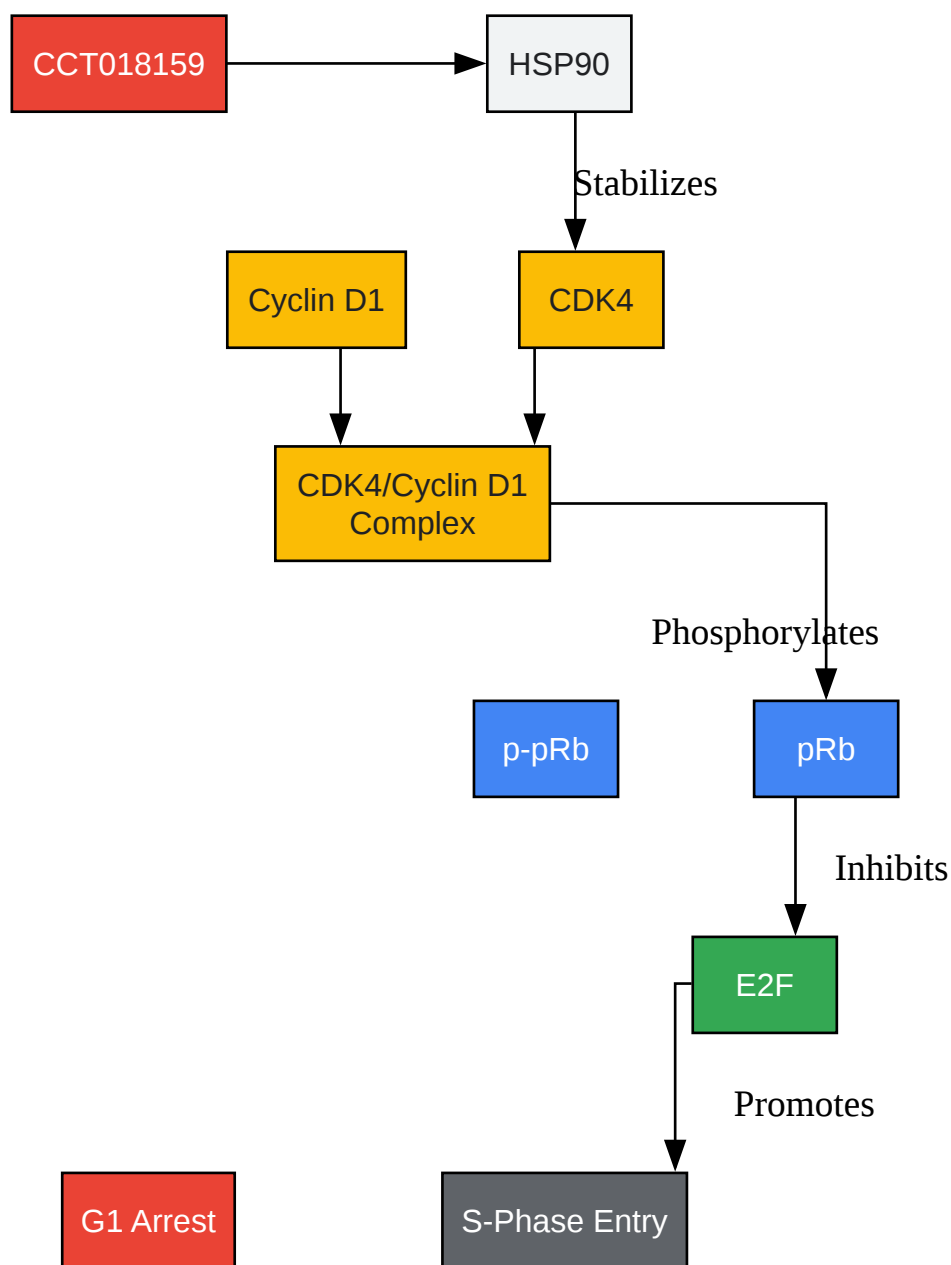 CCT018159
HSP90
Stabilizes
Cyclin D1
CDK4
CDK4/Cyclin D1
Complex
Phosphorylates
p-pRb
pRb
Inhibits
E2F
Promotes
G1 Arrest
S-Phase Entry